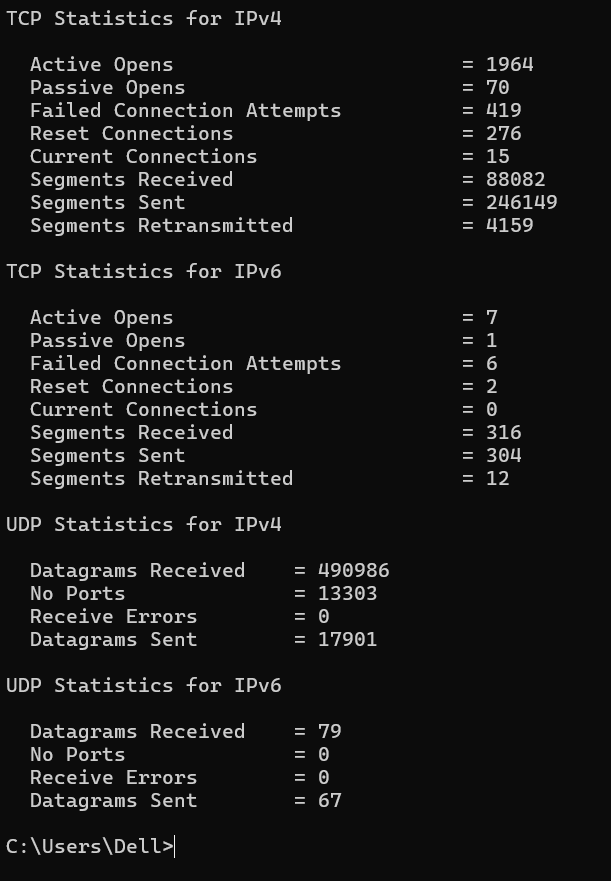 TCP Statistics for IPv4
Active Opens = 1964
Passive Opens = 70
Failed Connection Attempts = 419
Reset Connections = 276
Current Connections = 15
Segments Received = 88082
Segments Sent = 246149
Segments Retransmitted = 4159
TCP Statistics for IPv6
Active Opens = 7
Passive Opens = 1
Failed Connection Attempts = 6
Reset Connections = 2
Current Connections = 0
Segments Received = 316
Segments Sent = 304
Segments Retransmitted = 12
UDP Statistics for IPv4
Datagrams Received = 490986
No Ports = 13303
Receive Errors = 0
Datagrams Sent = 17901
UDP Statistics for IPv6
Datagrams Received = 79
No Ports = 0
Receive Errors = 0
Datagrams Sent = 67
C:\Users\Dell>